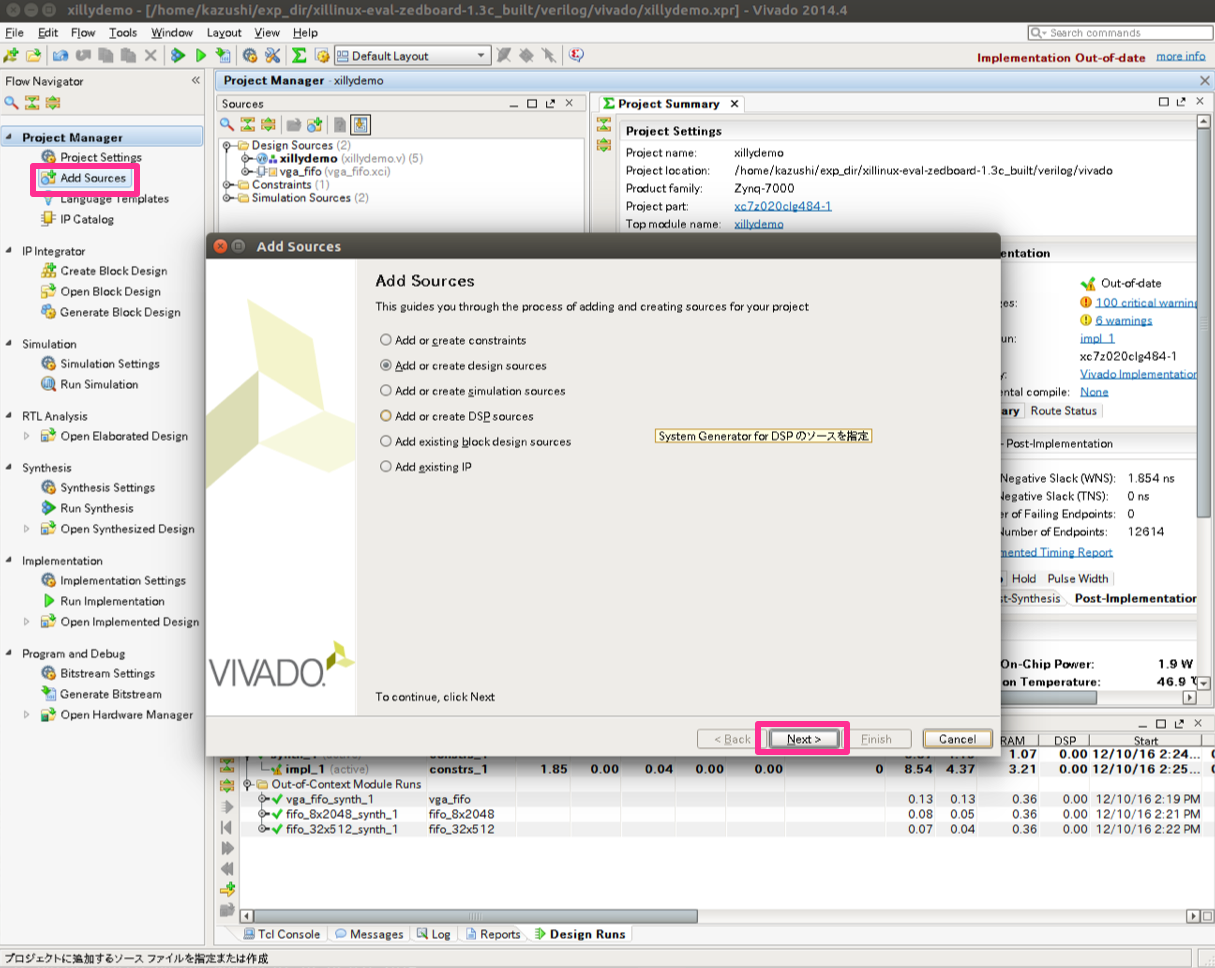 xillydemo - [/home/kazushi/exp_dir/xillinux-eval-zedboard-1.3c_built/verilog/vivado/xillydemo.xpr] - Vivado 2014.4
File Edit Flow Tools Window Layout View Help
Search commands
Default Layout
Implementation Out-of-date more info
Flow Navigator
Project Manager
Project Settings
Add Sources
Language Templates
IP Catalog
IP Integrator
Create Block Design
Open Block Design
Generate Block Design
Simulation
Simulation Settings
Run Simulation
RTL Analysis
Open Elaborated Design
Synthesis
Synthesis Settings
Run Synthesis
Open Synthesized Design
Implementation
Implementation Settings
Run Implementation
Open Implemented Design
Program and Debug
Bitstream Settings
Generate Bitstream
Open Hardware Manager
Project Manager - xillydemo
Sources
Design Sources (2)
xillydemo (xillydemo.v) (5)
vga_fifo (vga_fifo.xci)
Constraints (1)
Simulation Sources (2)
Project Summary
Project Settings
Project name: xillydemo
Project location: /home/kazushi/exp_dir/xillinux-eval-zedboard-1.3c_built/verilog/vivado
Product family: Zynq-7000
Project part: xc7z020clg484-1
Top module name: xillydemo
entation
Out-of-date
es: 100 critical warning
6 warnings
un: impl_1
xc7z020clg484-1
y: Vivado Implementation
ntal compile: None
ary Route Status
- Post-Implementation
Negative Slack (WNS): 1.854 ns
Negative Slack (TNS): 0 ns
er of Failing Endpoints: 0
Number of Endpoints: 12614
mented Timing Report
Hold Pulse Width
st-Synthesis Post-Implementation
On-Chip Power: 1.9 W
on Temperature: 46.9
Add Sources
Add Sources
This guides you through the process of adding and creating sources for your project
Add or create constraints
Add or create design sources
Add or create simulation sources
Add or create DSP sources
Add existing block design sources
Add existing IP
System Generator for DSP のソースを指定
VIVADO.
To continue, click Next
< Back Next > Finish Cancel
RAM DSP Start
1.07 0.00 12/10/16 2:24...
impl_1 (active) constrs_1 1.85 0.00 0.04 0.00 0.00 0 8.54 4.37 3.21 0.00 12/10/16 2:25...
Out-of-Context Module Runs
vga_fifo_synth_1 vga_fifo 0.13 0.13 0.36 0.00 12/10/16 2:19 PM
fifo_8x2048_synth_1 fifo_8x2048 0.08 0.05 0.36 0.00 12/10/16 2:21 PM
fifo_32x512_synth_1 fifo_32x512 0.07 0.04 0.36 0.00 12/10/16 2:22 PM
Tcl Console Messages Log Reports Design Runs
プロジェクトに追加するソース ファイルを指定または作成